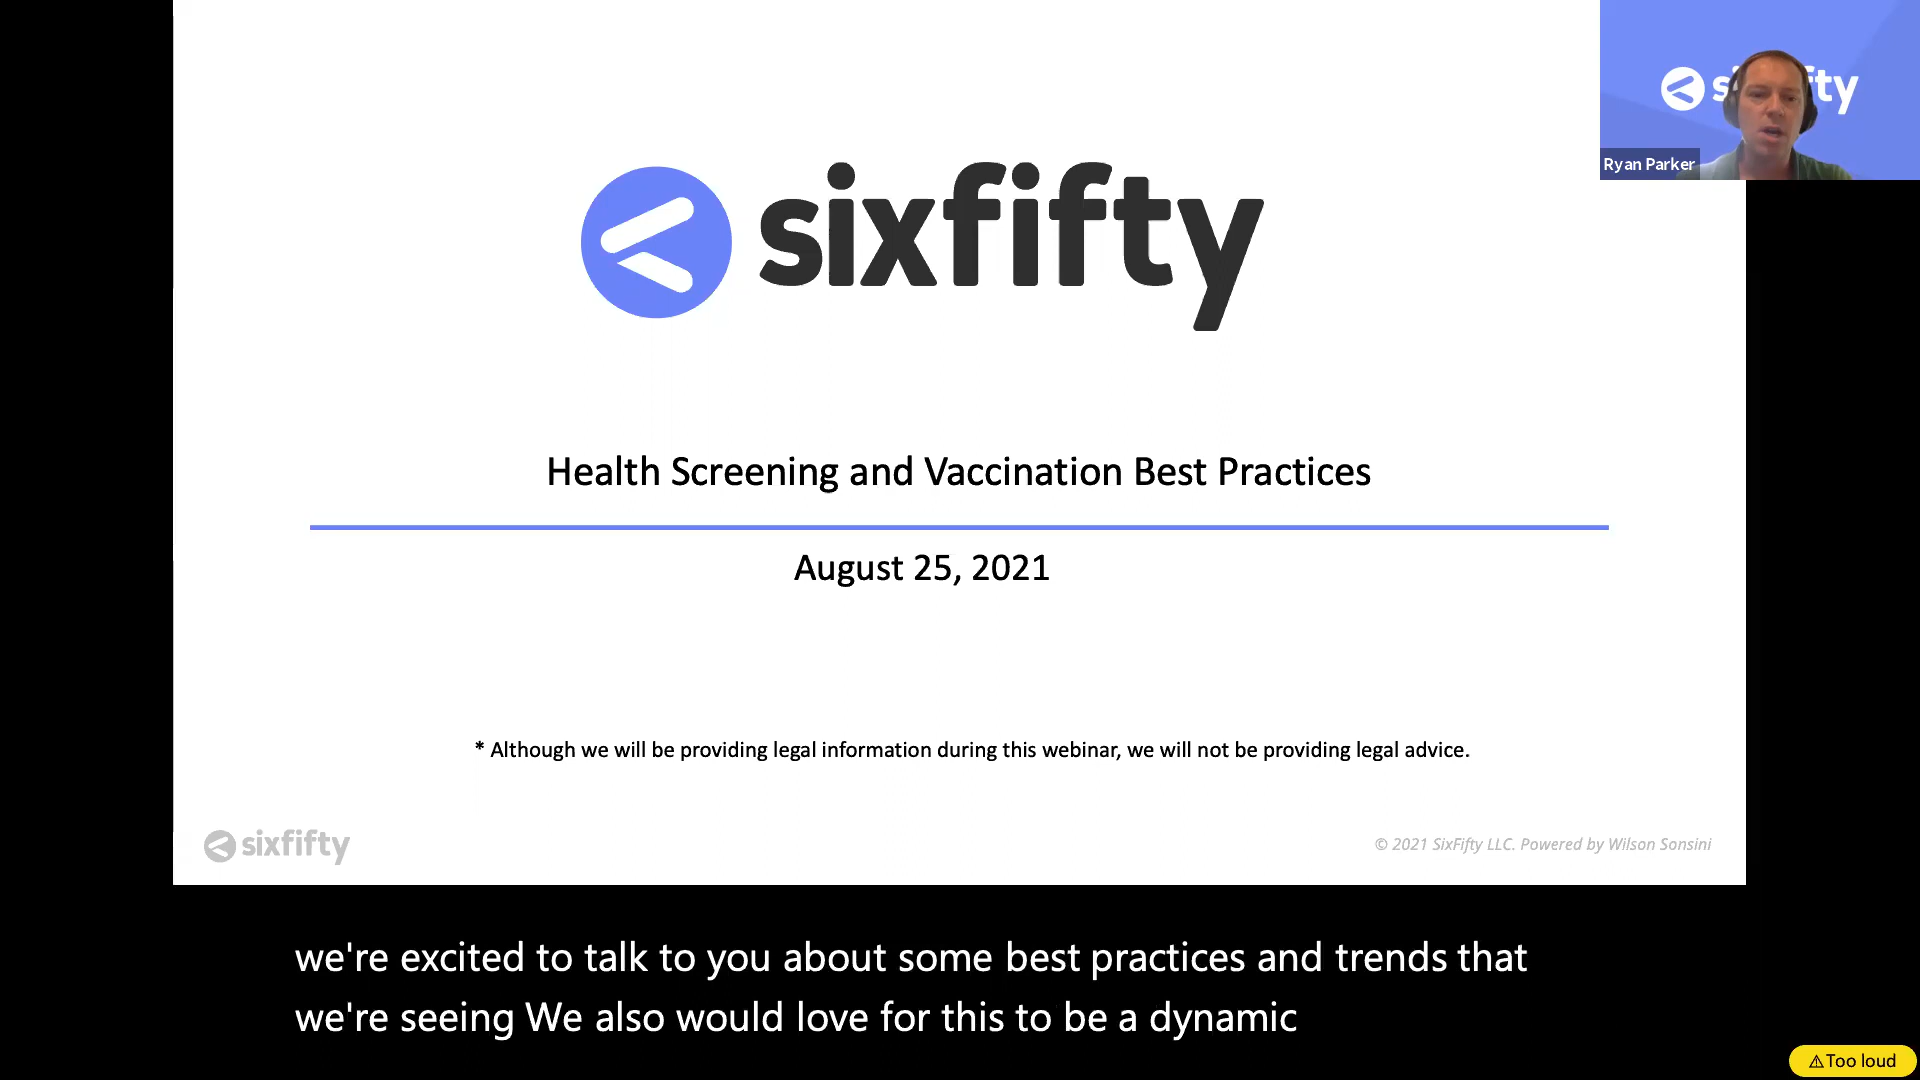 sixfifty
Ryan Parker
sixfifty
Health Screening and Vaccination Best Practices
August 25, 2021
* Although we will be providing legal information during this webinar, we will not be providing legal advice.
sixfifty
© 2021 SixFifty LLC. Powered by Wilson Sonsini
we're excited to talk to you about some best practices and trends that
we're seeing We also would love for this to be a dynamic
⚠Too loud